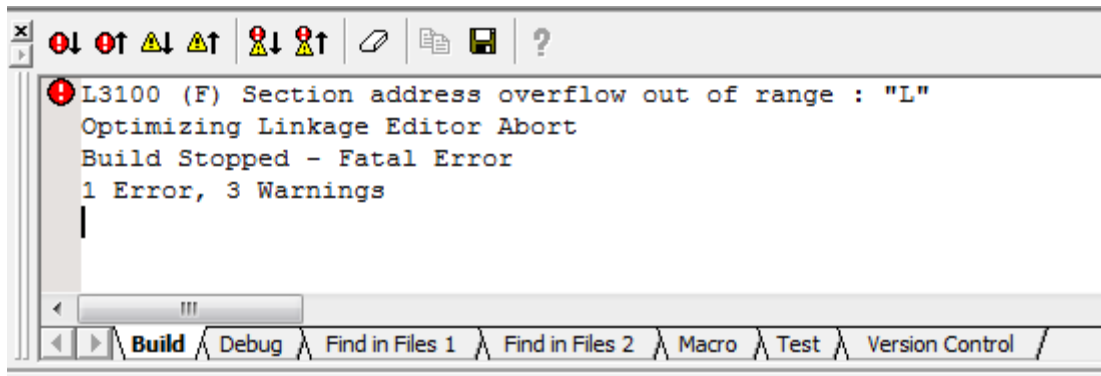 L3100 (F) Section address overflow out of range : "L"
Optimizing Linkage Editor Abort
Build Stopped - Fatal Error
1 Error, 3 Warnings
Build Debug Find in Files 1 Find in Files 2 Macro Test Version Control